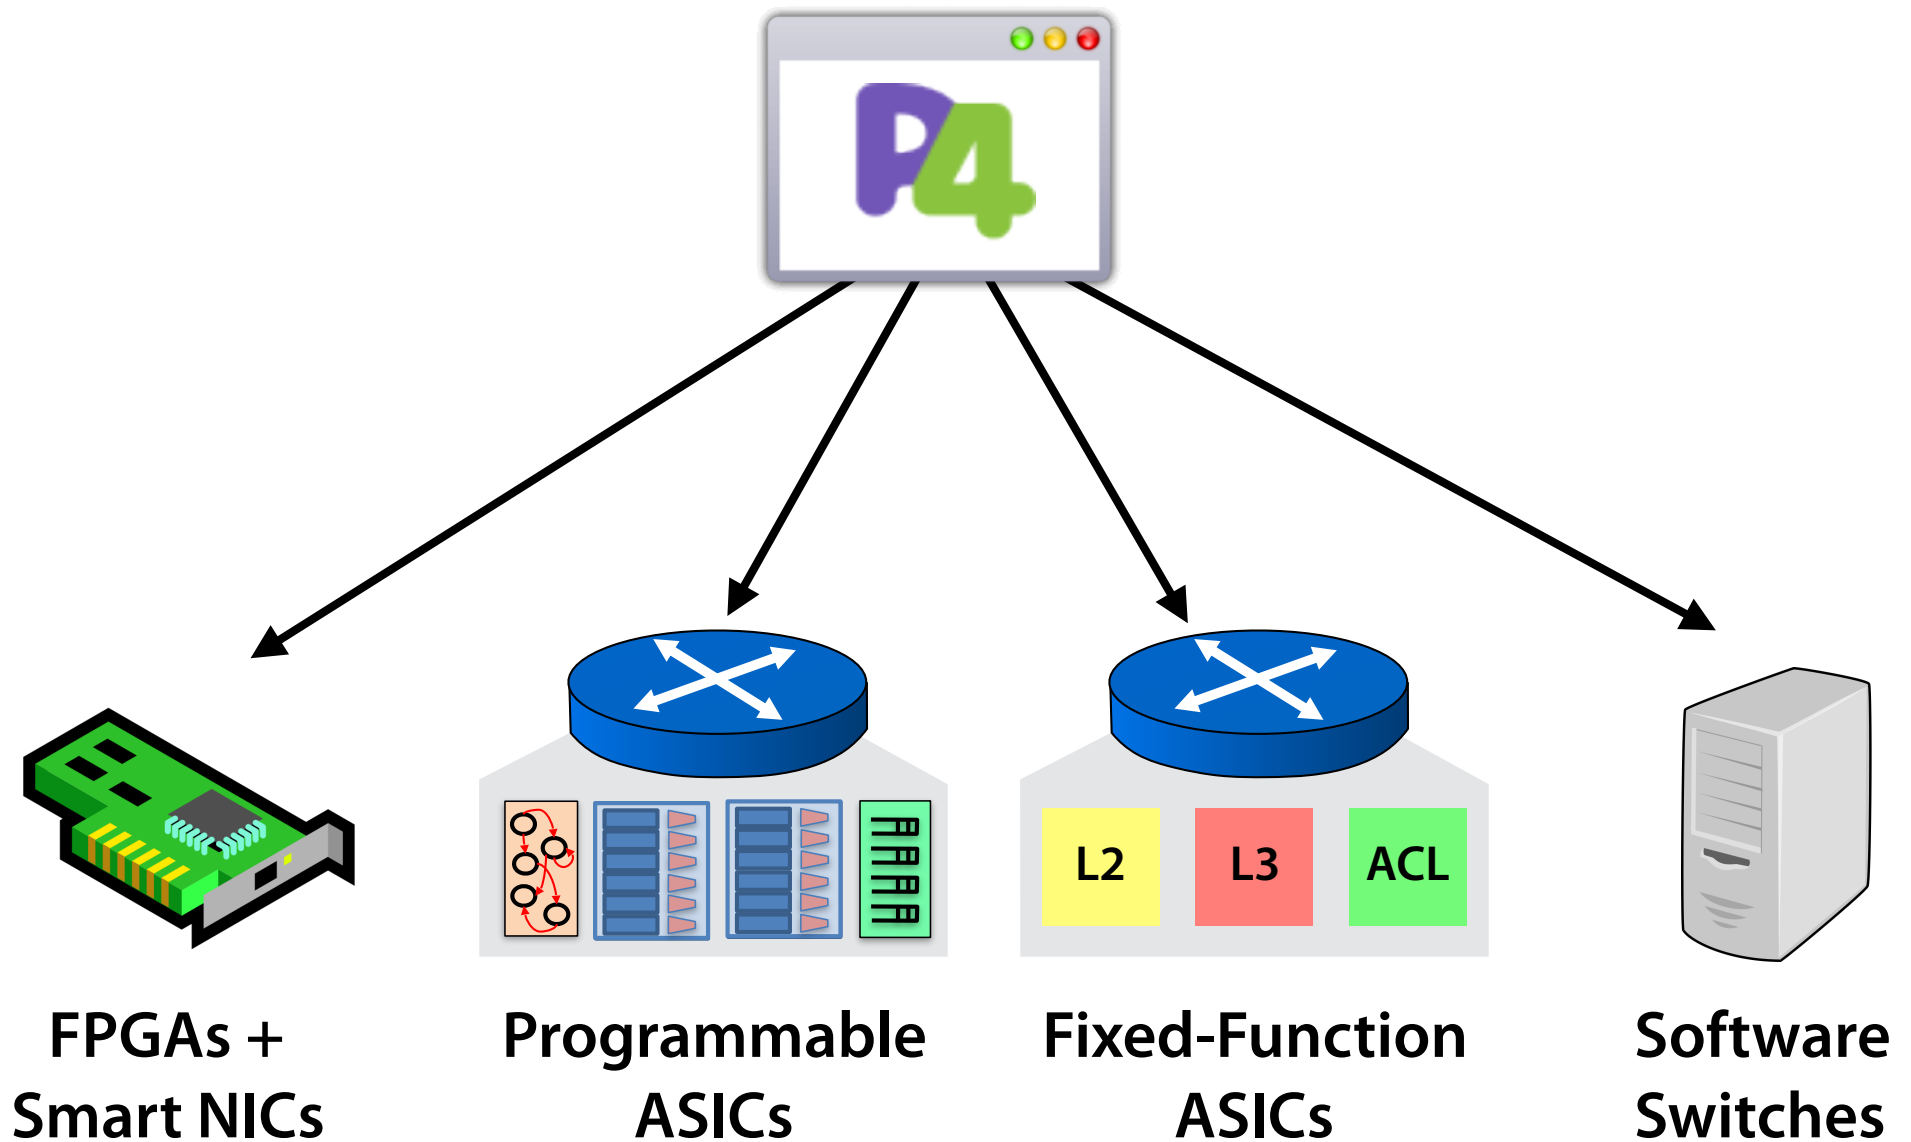 P4
L2
L3
ACL
FPGAs +
Smart NICs
Programmable
ASICs
Fixed-Function
ASICs
Software
Switches